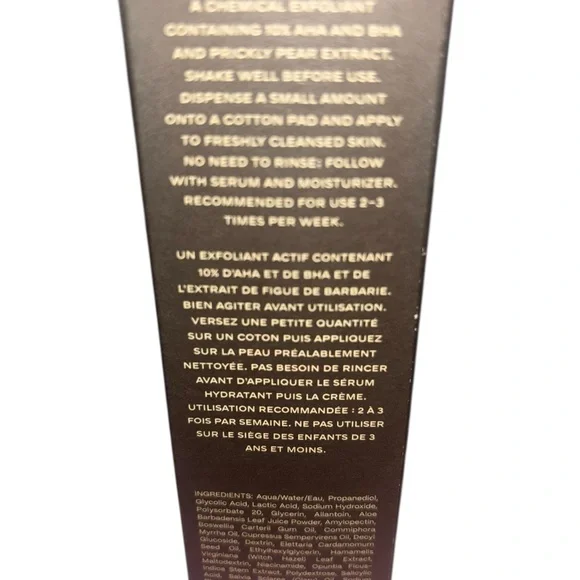 A CHEMICAL EXFOLIANT
CONTAINING 10% AHA AND BHA
AND PRICKLY PEAR EXTRACT.
SHAKE WELL BEFORE USE.
DISPENSE A SMALL AMOUNT
ONTO A COTTON PAD AND APPLY
TO FRESHLY CLEANSED SKIN.
NO NEED TO RINSE: FOLLOW
WITH SERUM AND MOISTURIZER.
RECOMMENDED FOR USE 2-3
TIMES PER WEEK.
UN EXFOLIANT ACTIF CONTENANT
10% D'AHA ET DE BHA ET DE
L'EXTRAIT DE FIGUE DE BARBARIE.
BIEN AGITER AVANT UTILISATION.
VERSEZ UNE PETITE QUANTITÉ
SUR UN COTON PUIS APPLIQUEZ
SUR LA PEAU PRÉALABLEMENT
NETTOYÉE. PAS BESOIN DE RINCER
AVANT D'APPLIQUER LE SÉRUM
HYDRATANT PUIS LA CRÈME.
UTILISATION RECOMMANDÉE : 2 À 3
FOIS PAR SEMAINE. NE PAS UTILISER
SUR LE SIÈGE DES ENFANTS DE 3
ANS ET MOINS.
INGREDIENTS: Aqua/Water/Eau, Propanediol,
Glycolic Acid, Lactic Acid, Sodium Hydroxide,
Polysorbate 20, Glycerin, Allantoin, Aloe
Barbadensis Leaf Juice Powder, Amylopectin,
Boswellia Carterii Gum Oil, Commiphora
Myrrha Oil, Cupressus Sempervirens Oil, Decyl
Glucoside, Dextrin, Elettaria Cardamomum
Seed Oil, Ethylhexylglycerin, Hamamelis
Virginiana (Witch Hazel) Leaf Extract,
Maltodextrin, Niacinamide, Opuntia Ficus-
Indica Stem Extract, Polydextrose, Salicylic
Acid, Salvia Sclarea